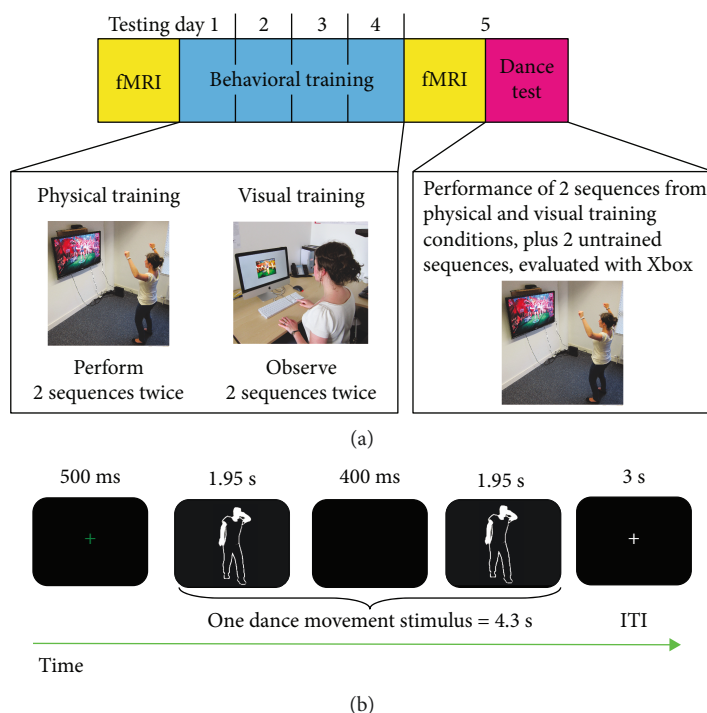 Testing day 1 2 3 4 5
fMRI Behavioral training fMRI Dance
test
Physical training Visual training
Perform
2 sequences twice
Observe
2 sequences twice
Performance of 2 sequences from
physical and visual training
conditions, plus 2 untrained
sequences, evaluated with Xbox
(a)
500 ms 1.95 s 400 ms 1.95 s 3 s
One dance movement stimulus = 4.3 s ITI
Time
(b)